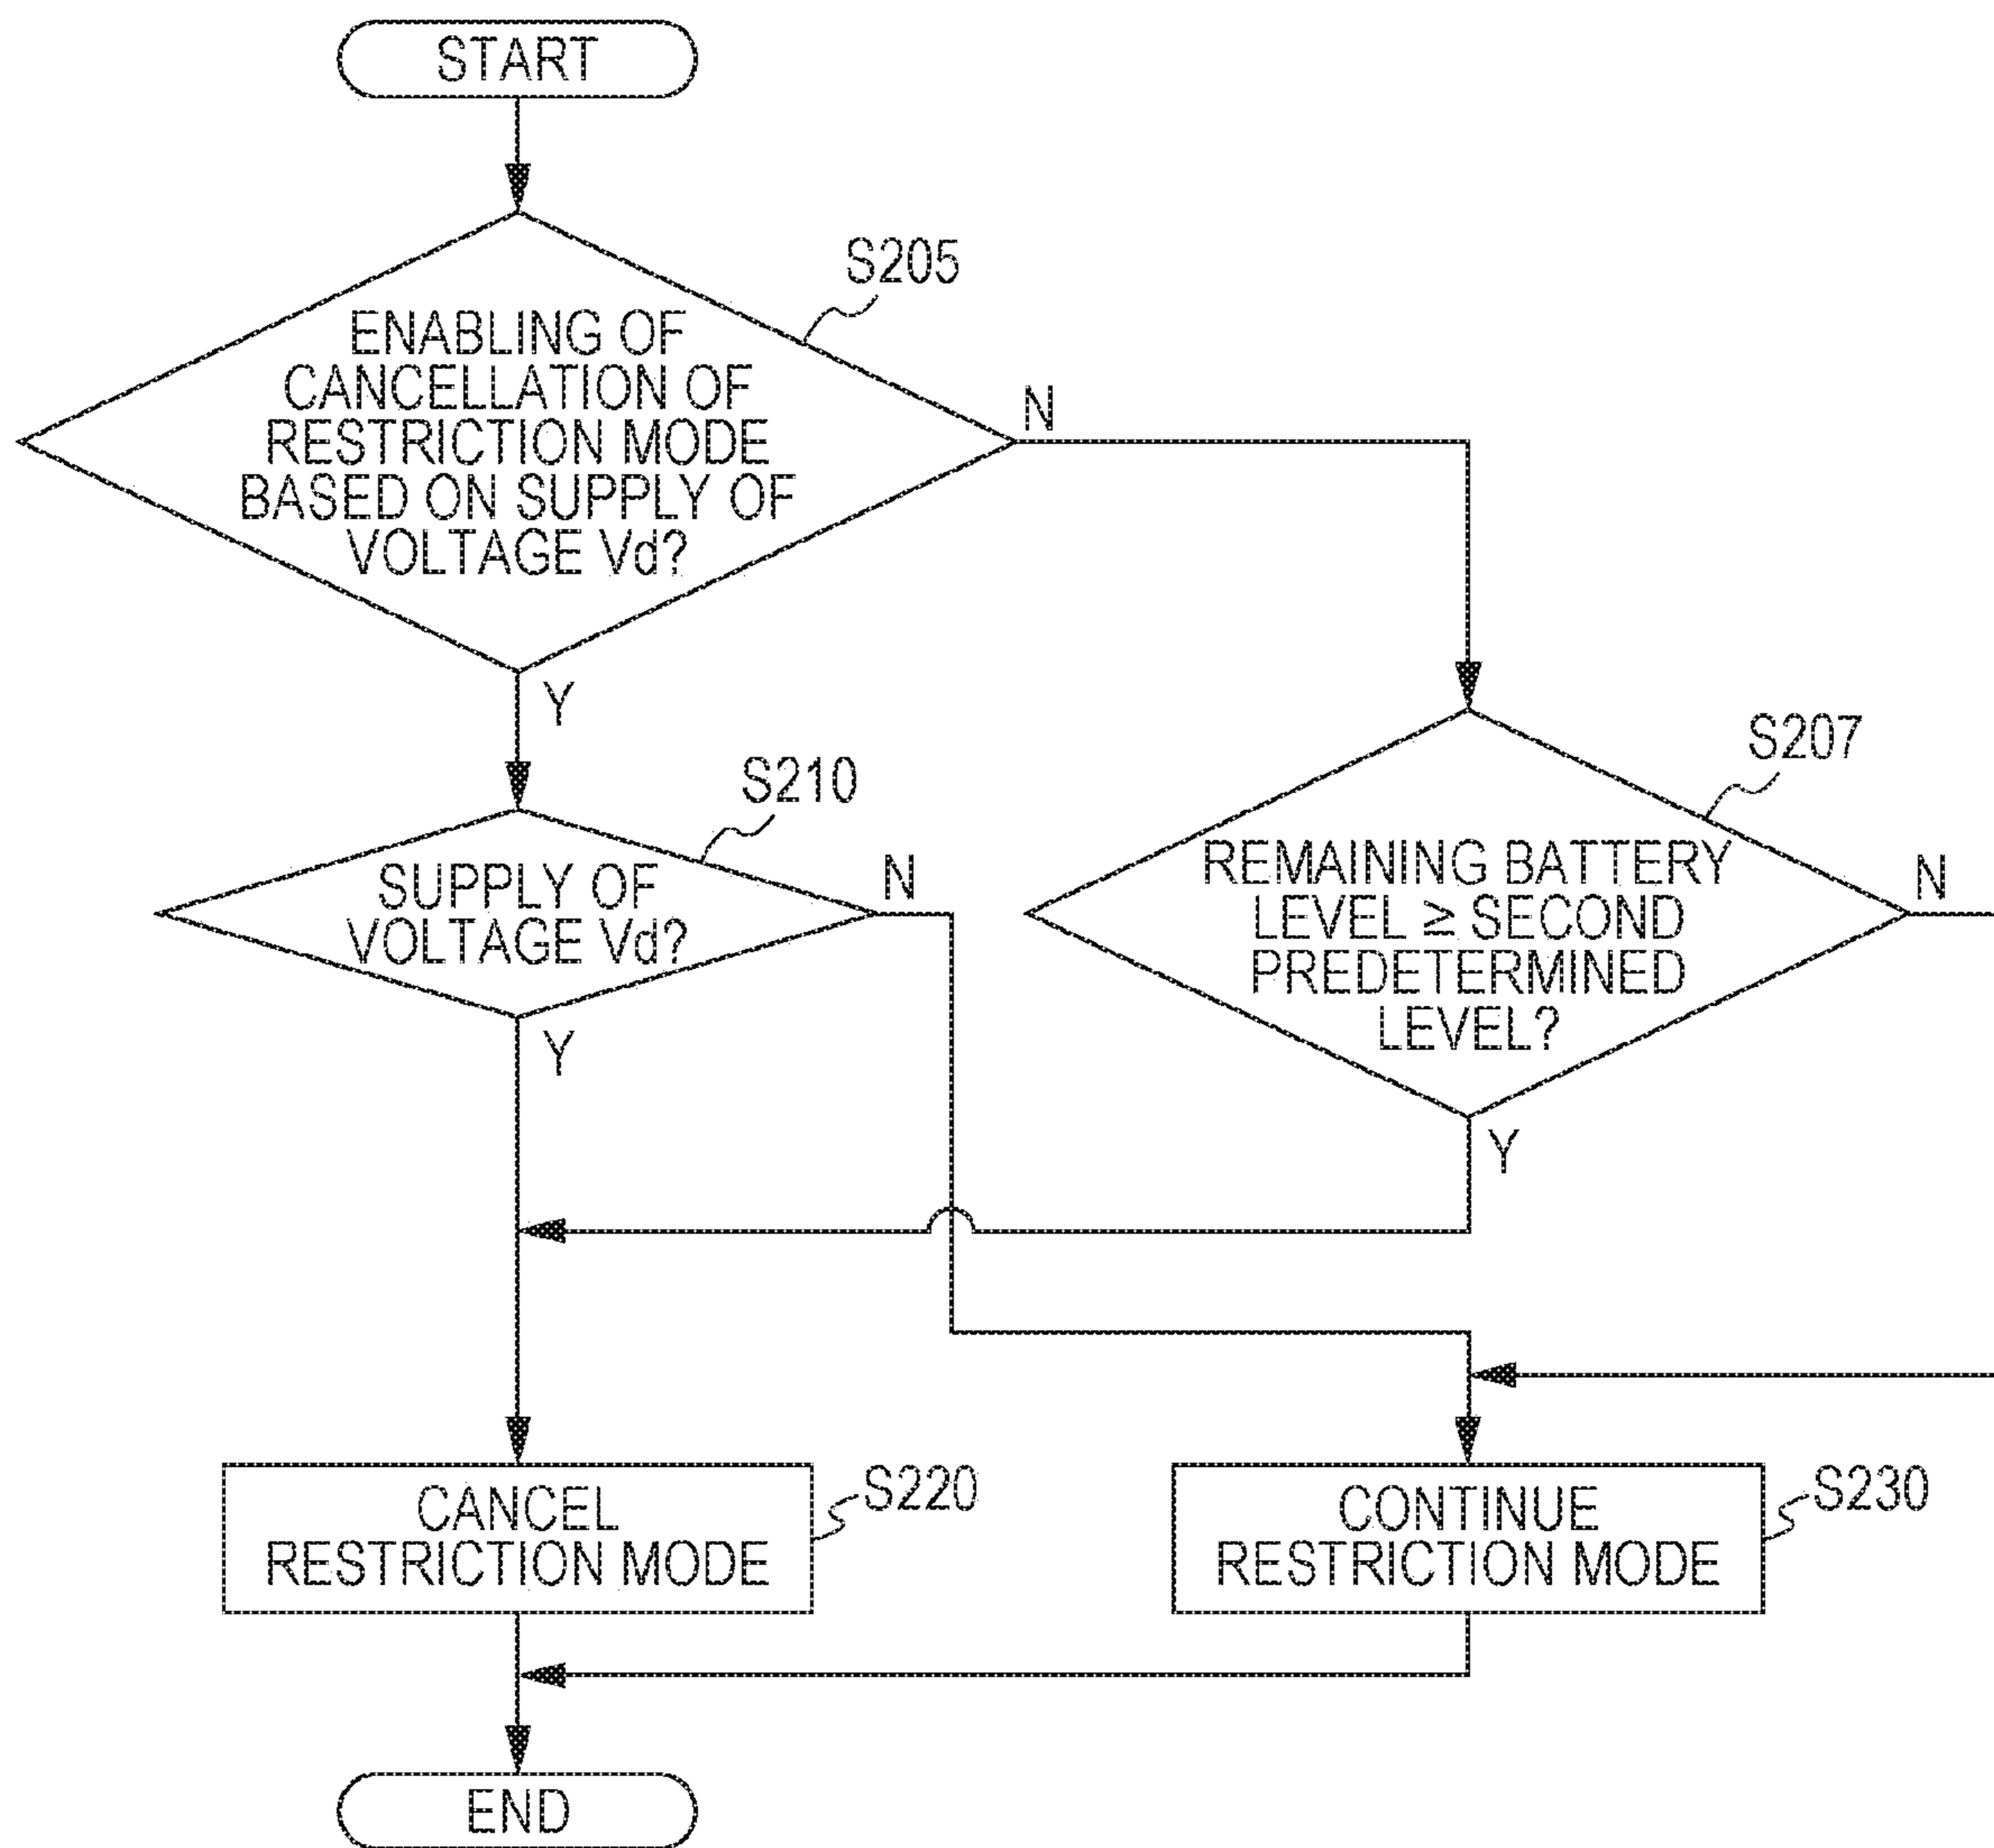 START
S205
ENABLING OF
CANCELLATION OF
RESTRICTION MODE
BASED ON SUPPLY OF
VOLTAGE Vd?
N
Y
S210
SUPPLY OF
VOLTAGE Vd?
N
Y
S207
REMAINING BATTERY
LEVEL ≥ SECOND
PREDETERMINED
LEVEL?
N
Y
CANCEL
RESTRICTION MODE
S220
CONTINUE
RESTRICTION MODE
S230
END